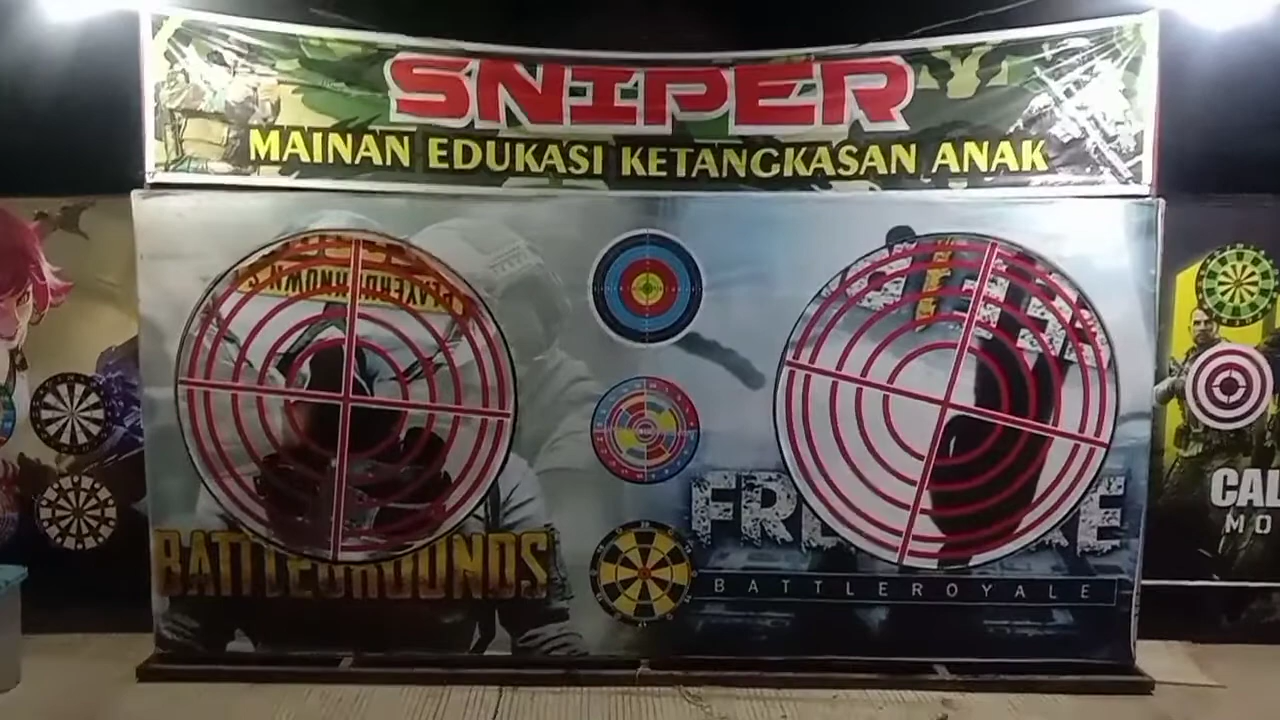 SNIPER
MAINAN EDUKASI KETANGKASAN ANAK
BATTLEGROUNDS
BATTLEROYALE
CAL
MO